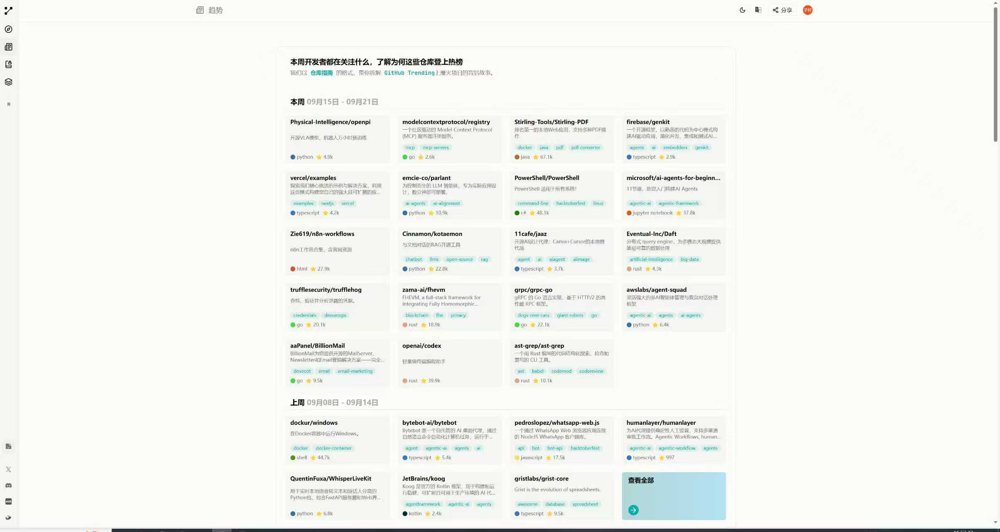 趋势
分享
子轩
本周开发者都在关注什么，了解为何这些仓库登上热榜
我们以 仓库指南 的格式，带你拆解 GitHub Trending上爆火项目的背后故事。
本周 09月15日 - 09月21日
Physical-Intelligence/openpi
开源VLA模型，机器人万小时预训练
python 4.9k
modelcontextprotocol/registry
一个社区驱动的 Model Context Protocol
(MCP) 服务器注册服务。
mcp mcp-servers
go 2.6k
Stirling-Tools/Stirling-PDF
排名第一的本地Web应用，支持多种PDF操
作
docker java pdf pdf-converter
java 67.1k
firebase/genkit
一个开源框架，以熟悉的代码为中心模式构
建AI驱动应用，简化开发、集成和测试AI...
agents ai embedders genkit
typescript 2.9k
vercel/examples
探索我们精心挑选的示例与解决方案，利用
这些模式构建您自己的强大且可扩展的应...
examples nextjs vercel
typescript 4.2k
emcie-co/parlant
为控制而生的 LLM 智能体，专为实际应用设
计，数分钟即可部署。
ai-agents ai-alignment
python 10.9k
PowerShell/PowerShell
PowerShell 适用于所有系统!
command-line hacktoberfest linux
c# 48.1k
microsoft/ai-agents-for-beginn...
11节课，助您入门构建AI Agents
agentic-ai agentic-framework
jupyter notebook 37.8k
Zie619/n8n-workflows
n8n工作流合集，含官网资源
html 27.9k
Cinnamon/kotaemon
与文档对话的RAG开源工具
chatbot llms open-source rag
python 22.8k
11cafe/jaaz
开源AI设计代理：Canva+Cursor的本地替
代品
agent ai aiagent aiimage
typescript 3.7k
Eventual-Inc/Daft
分布式 query engine，为多模态大规模提供
简易可靠的数据处理
artificial-intelligence big-data
rust 4.3k
trufflesecurity/trufflehog
查找、验证并分析泄露的凭据。
credentials devsecops
go 20.1k
zama-ai/fhevm
FHEVM, a full-stack framework for
integrating Fully Homomorphic...
blockchain fhe privacy
rust 18.9k
grpc/grpc-go
gRPC 的 Go 语言实现，基于 HTTP/2 的高
性能 RPC 框架。
dogs-over-cats giant-robots go
go 22.1k
awslabs/agent-squad
灵活强大的多AI智能体管理与复杂对话处理
框架
agentic-ai agents ai-agents
python 6.4k
aaPanel/BillionMail
BillionMail为您提供开源的MailServer、
Newsletter和Email营销解决方案——完全...
dovecot email email-marketing
go 9.5k
openai/codex
轻量级终端编程助手
rust 39.9k
ast-grep/ast-grep
一个用 Rust 编写的代码结构化搜索、检查和
重写的 CLI 工具。
ast babel codemod codereview
rust 10.1k
上周 09月08日 - 09月14日
dockur/windows
在Docker容器中运行Windows。
docker docker-container
shell 44.7k
bytebot-ai/bytebot
Bytebot 是一个自托管的 AI 桌面代理，通过
自然语言命令自动化计算机任务，运行于...
agent agentic-ai agents ai
typescript 5.4k
pedroslopez/whatsapp-web.js
一个通过 WhatsApp Web 浏览器应用连接
的 NodeJS WhatsApp 客户端库。
api bot bot-api hacktoberfest
javascript 17.5k
humanlayer/humanlayer
为AI代理提供确定性人工监督，支持多渠道
审批工作流。Agentic Workflows, human...
agentic-ai agentic-workflow agents
typescript 997
QuentinFuxa/WhisperLiveKit
用于实时本地语音转文本和说话人分离的
Python包，包含FastAPI服务器和Web界...
python 6.8k
JetBrains/koog
Koog 是官方的 Kotlin 框架，用于构建和运
行稳健、可扩展且可用于生产环境的 AI 代...
agentframework agentic-ai agents
kotlin 2.4k
gristlabs/grist-core
Grist is the evolution of spreadsheets.
awesome database spreadsheet
typescript 9.5k
查看全部